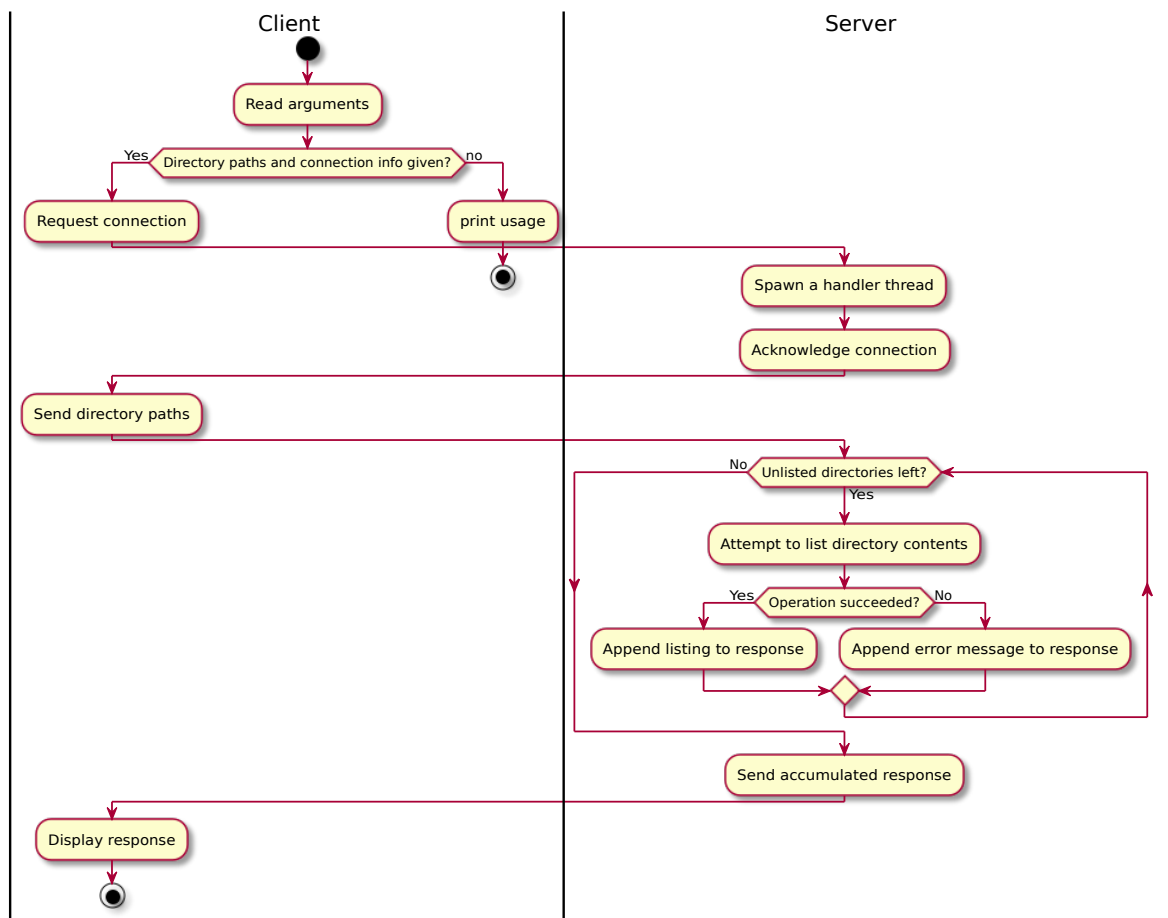 Client
Server
Read arguments
Yes
Directory paths and connection info given?
no
Request connection
print usage
Spawn a handler thread
Acknowledge connection
Send directory paths
No
Unlisted directories left?
Yes
Attempt to list directory contents
Yes
Operation succeeded?
No
Append listing to response
Append error message to response
Send accumulated response
Display response